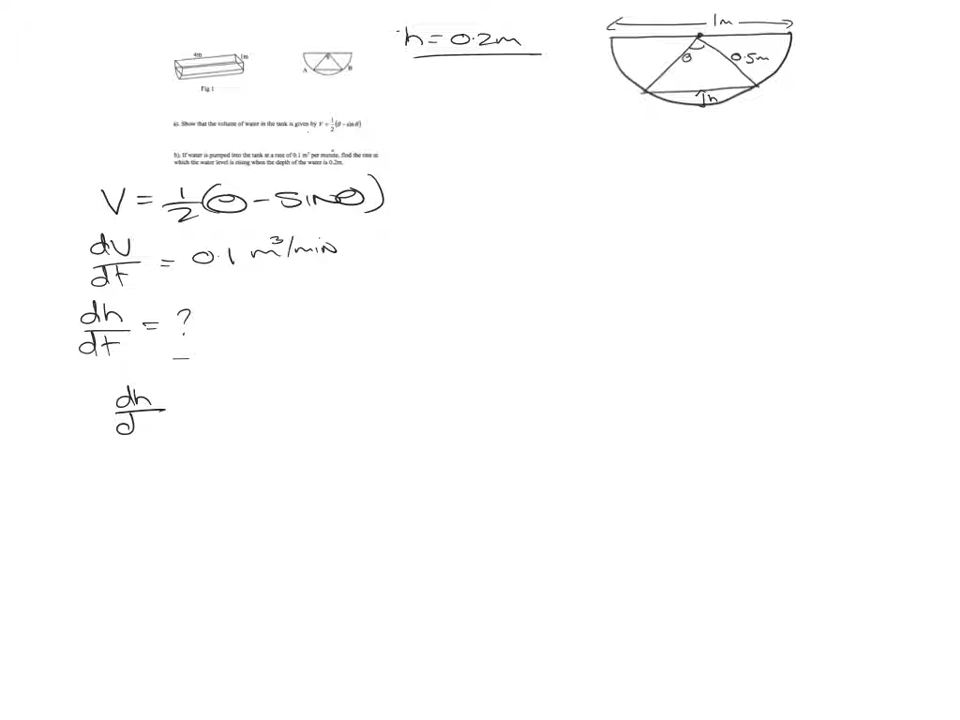 h = 0.2m
1m
θ
0.5m
h
4m
1m
A
B
Fig 1
a). Show that the volume of water in the tank is given by V = 1/2 (θ - sin θ)
b). If water is pumped into the tank at a rate of 0.1 m³ per minute, find the rate at
which the water level is rising when the depth of the water is 0.2m.
V = 1/2 (θ - SINθ)
dV/dt = 0.1 m³/min
dh/dt = ?
dh/d